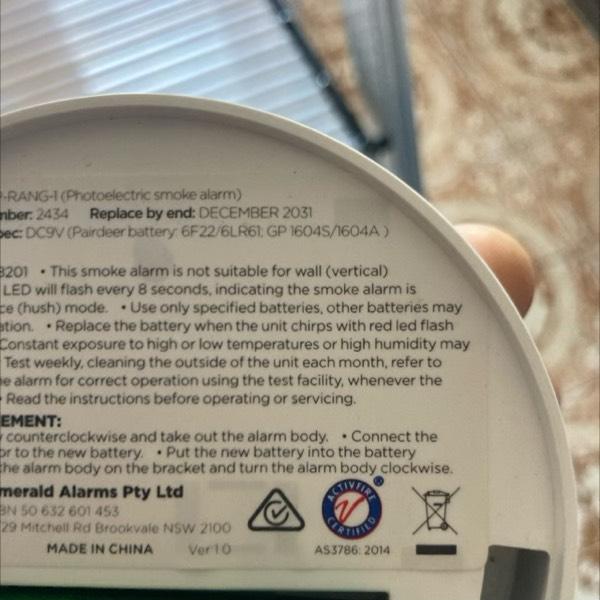 -RANG-1 (Photoelectric smoke alarm)
mber: 2434 Replace by end: DECEMBER 2031
ec: DC9V (Pairdeer battery: 6F22/6LR61; GP 1604S/1604A )
3201 • This smoke alarm is not suitable for wall (vertical)
LED will flash every 8 seconds, indicating the smoke alarm is
ce (hush) mode. • Use only specified batteries, other batteries may
ation. • Replace the battery when the unit chirps with red led flash
Constant exposure to high or low temperatures or high humidity may
Test weekly, cleaning the outside of the unit each month, refer to
e alarm for correct operation using the test facility, whenever the
• Read the instructions before operating or servicing.
EMENT:
counterclockwise and take out the alarm body. • Connect the
or to the new battery. • Put the new battery into the battery
he alarm body on the bracket and turn the alarm body clockwise.
merald Alarms Pty Ltd
BN 50 632 601 453
29 Mitchell Rd Brookvale NSW 2100
MADE IN CHINA Ver1.0
ACTIVFIRE
CERTIFIED
AS3786: 2014